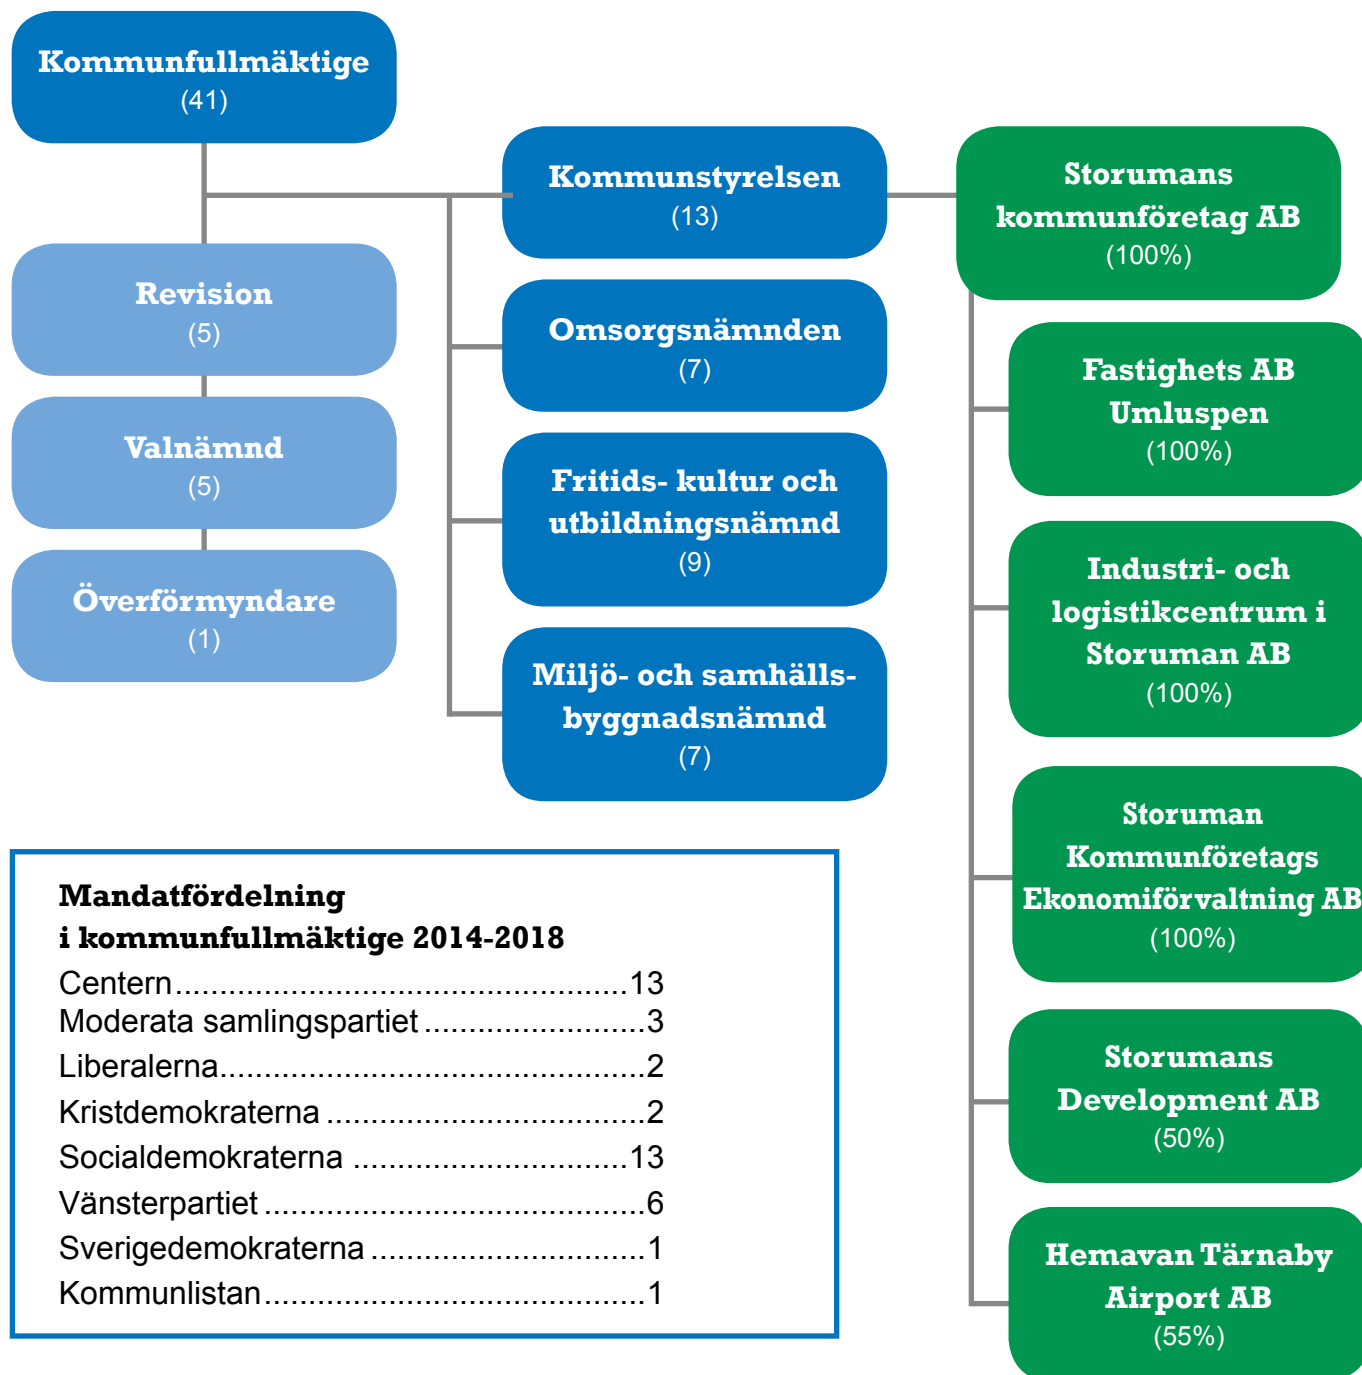 Kommunfullmäktige
(41)
Revision
(5)
Valnämnd
(5)
Överförmyndare
(1)
Kommunstyrelsen
(13)
Omsorgsnämnden
(7)
Fritids- kultur och
utbildningsnämnd
(9)
Miljö- och samhälls-
byggnadsnämnd
(7)
Storumans
kommunföretag AB
(100%)
Fastighets AB
Umluspen
(100%)
Industri- och
logistikcentrum i
Storuman AB
(100%)
Storuman
Kommunföretags
Ekonomiförvaltning AB
(100%)
Storumans
Development AB
(50%)
Hemavan Tärnaby
Airport AB
(55%)
Mandatfördelning
i kommunfullmäktige 2014-2018
Centern...................................................13
Moderata samlingspartiet.........................3
Liberalerna................................................2
Kristdemokraterna....................................2
Socialdemokraterna ...............................13
Vänsterpartiet...........................................6
Sverigedemokraterna...............................1
Kommunlistan...........................................1